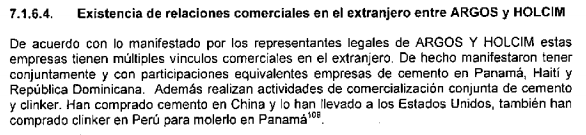 7.1.6.4. Existencia de relaciones comerciales en el extranjero entre ARGOS y HOLCIM
De acuerdo con lo manifestado por los representantes legales de ARGOS Y HOLCIM estas
empresas tienen múltiples vinculos comerciales en el extranjero. De hecho manifestaron tener
conjuntamente y con participaciones equivalentes empresas de cemento en Panamá, Haití y
República Dominicana. Además realizan actividades de comercialización conjunta de cemento
y clinker. Han comprado cemento en China y lo han llevado a los Estados Unidos, también han
comprado clinker en Perú para molerlo en Panamá¹⁰⁸.